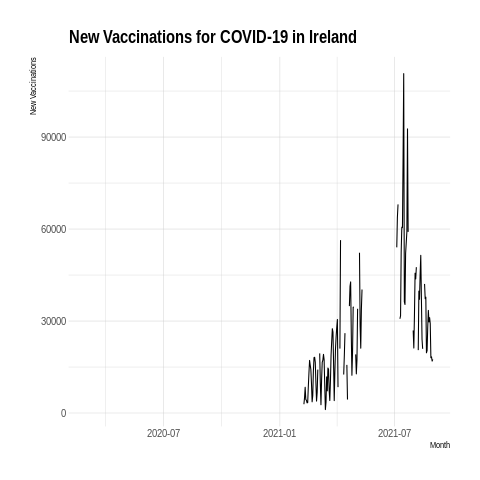 New Vaccinations for COVID-19 in Ireland
New Vaccinations
90000
60000
30000
0
2020-07
2021-01
2021-07
Month